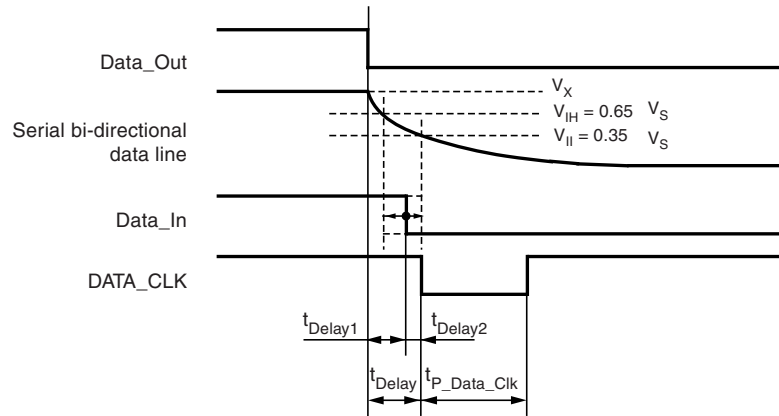 Data_Out
V_X
V_IH = 0.65 V_S
V_Il = 0.35 V_S
Serial bi-directional
data line
Data_In
DATA_CLK
t_Delay1
t_Delay2
t_Delay
t_P_Data_Clk